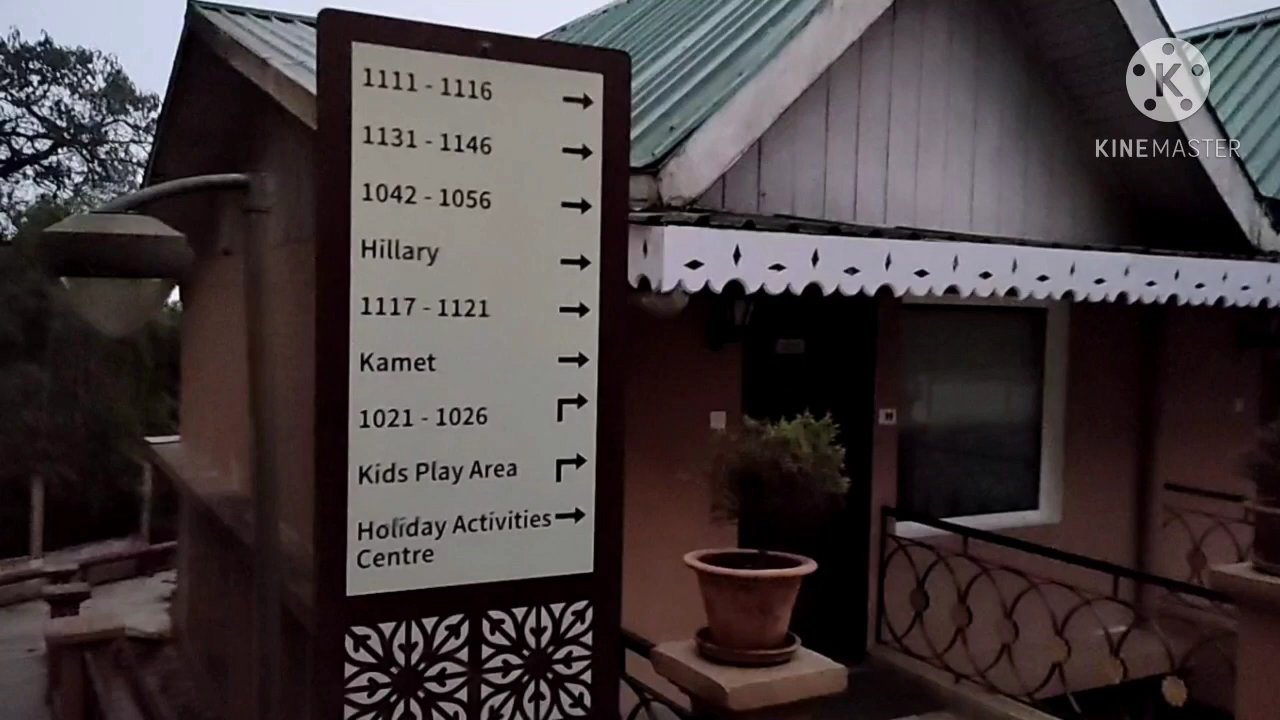 1111 - 1116 →
1131 - 1146 →
1042 - 1056 →
Hillary →
1117 - 1121 →
Kamet →
1021 - 1026 ↱
Kids Play Area ↱
Holiday Activities →
Centre
K
KINEMASTER